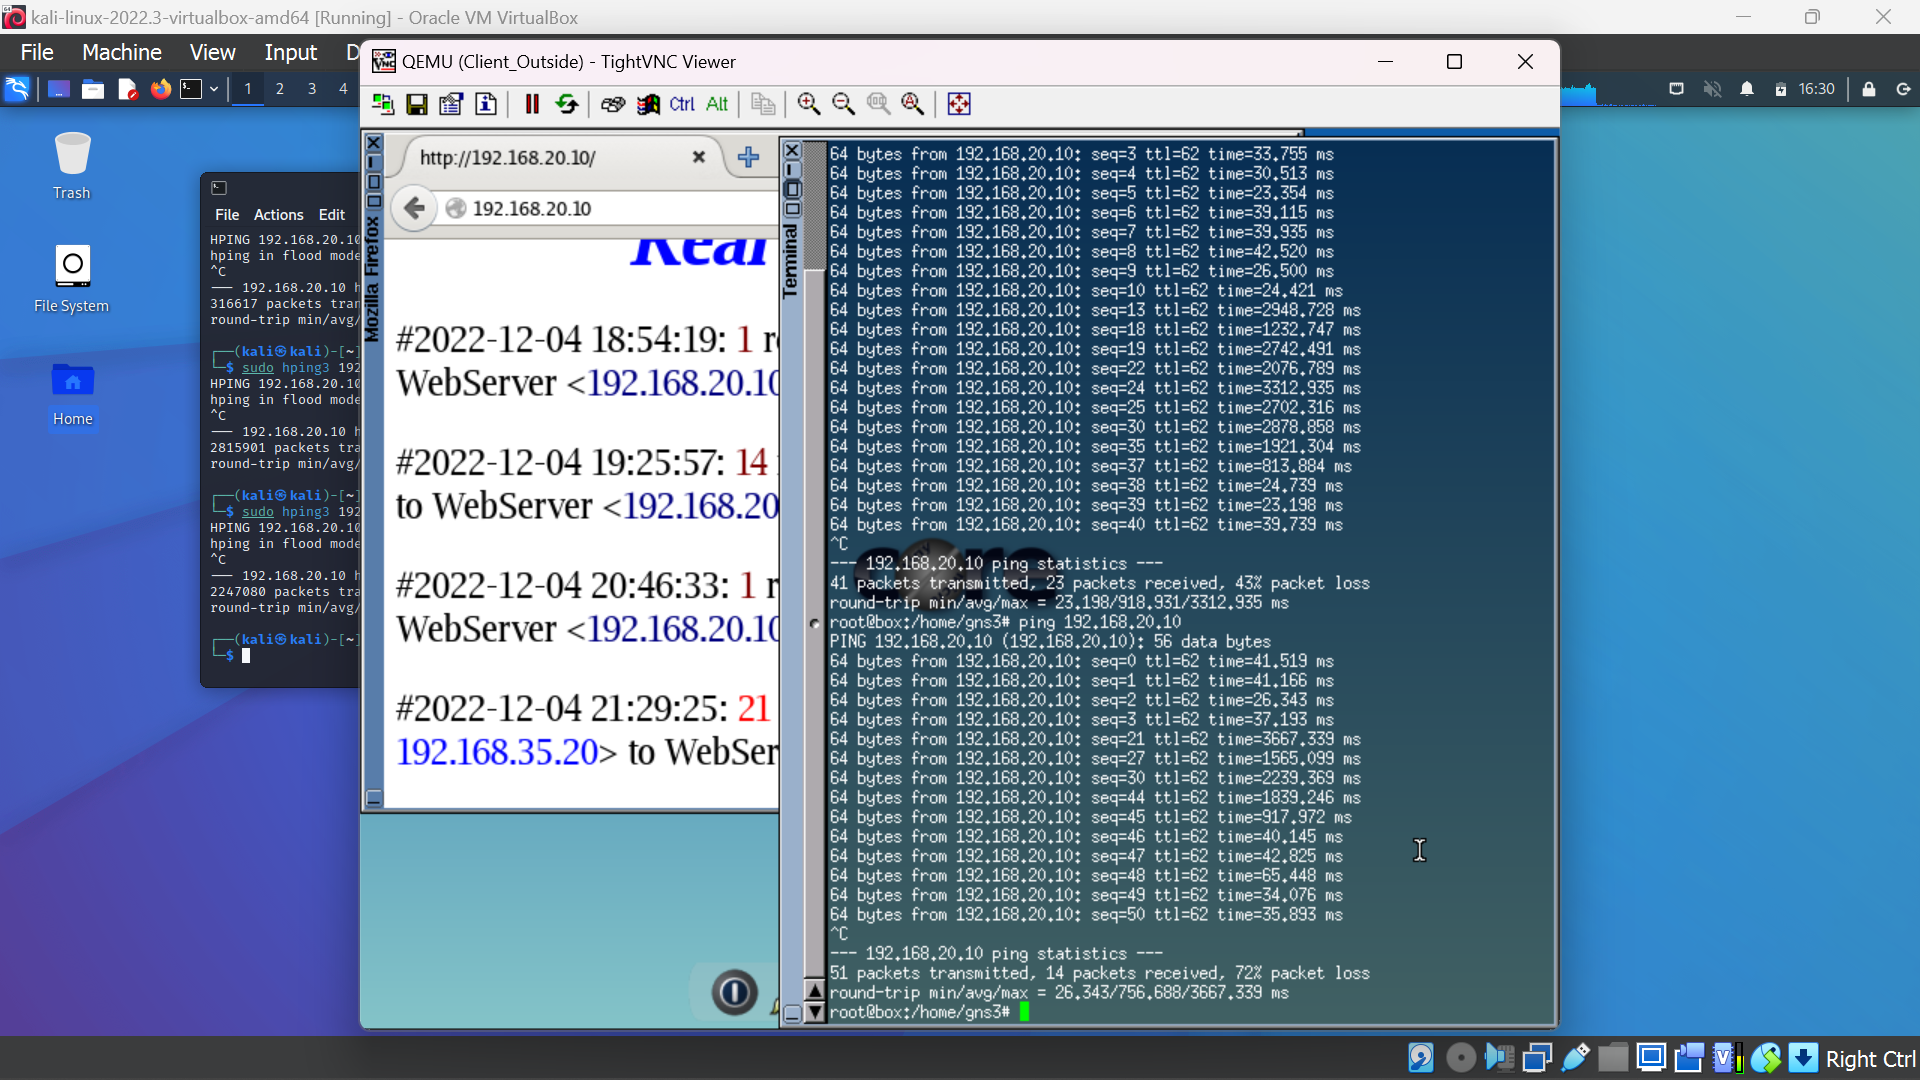 kali-linux-2022.3-virtualbox-amd64 [Running] - Oracle VM VirtualBox
File Machine View Input D
1 2 3 4
16:30
Trash
File System
Home
File Actions Edit
HPING 192.168.20.10
hping in flood mode
^C
— 192.168.20.10 h
316617 packets tran
round-trip min/avg/
(kali㉿kali)-[~]
$ sudo hping3 192
HPING 192.168.20.10
hping in flood mode
^C
— 192.168.20.10 h
2815901 packets tra
round-trip min/avg/
(kali㉿kali)-[~]
$ sudo hping3 192
HPING 192.168.20.10
hping in flood mode
^C
— 192.168.20.10 h
2247080 packets tra
round-trip min/avg/
(kali㉿kali)-[~]
$
QEMU (Client_Outside) - TightVNC Viewer
Ctrl Alt
Mozilla Firefox
http://192.168.20.10/
192.168.20.10
Real
#2022-12-04 18:54:19: 1 r
WebServer <192.168.20.10
#2022-12-04 19:25:57: 14
to WebServer <192.168.20
#2022-12-04 20:46:33: 1 r
WebServer <192.168.20.10
#2022-12-04 21:29:25: 21
192.168.35.20> to WebSer
Terminal
64 bytes from 192.168.20.10: seq=3 ttl=62 time=33.755 ms
64 bytes from 192.168.20.10: seq=4 ttl=62 time=30.513 ms
64 bytes from 192.168.20.10: seq=5 ttl=62 time=23.354 ms
64 bytes from 192.168.20.10: seq=6 ttl=62 time=39.115 ms
64 bytes from 192.168.20.10: seq=7 ttl=62 time=39.935 ms
64 bytes from 192.168.20.10: seq=8 ttl=62 time=42.520 ms
64 bytes from 192.168.20.10: seq=9 ttl=62 time=26.500 ms
64 bytes from 192.168.20.10: seq=10 ttl=62 time=24.421 ms
64 bytes from 192.168.20.10: seq=13 ttl=62 time=2948.728 ms
64 bytes from 192.168.20.10: seq=18 ttl=62 time=1232.747 ms
64 bytes from 192.168.20.10: seq=19 ttl=62 time=2742.491 ms
64 bytes from 192.168.20.10: seq=22 ttl=62 time=2076.789 ms
64 bytes from 192.168.20.10: seq=24 ttl=62 time=3312.935 ms
64 bytes from 192.168.20.10: seq=25 ttl=62 time=2702.316 ms
64 bytes from 192.168.20.10: seq=30 ttl=62 time=2878.858 ms
64 bytes from 192.168.20.10: seq=35 ttl=62 time=1921.304 ms
64 bytes from 192.168.20.10: seq=37 ttl=62 time=813.884 ms
64 bytes from 192.168.20.10: seq=38 ttl=62 time=24.739 ms
64 bytes from 192.168.20.10: seq=39 ttl=62 time=23.198 ms
64 bytes from 192.168.20.10: seq=40 ttl=62 time=39.739 ms
^C
--- 192.168.20.10 ping statistics ---
41 packets transmitted, 23 packets received, 43% packet loss
round-trip min/avg/max = 23.198/918.931/3312.935 ms
root@box:/home/gns3# ping 192.168.20.10
PING 192.168.20.10 (192.168.20.10): 56 data bytes
64 bytes from 192.168.20.10: seq=0 ttl=62 time=41.519 ms
64 bytes from 192.168.20.10: seq=1 ttl=62 time=41.166 ms
64 bytes from 192.168.20.10: seq=2 ttl=62 time=26.343 ms
64 bytes from 192.168.20.10: seq=3 ttl=62 time=37.193 ms
64 bytes from 192.168.20.10: seq=21 ttl=62 time=3667.339 ms
64 bytes from 192.168.20.10: seq=27 ttl=62 time=1565.099 ms
64 bytes from 192.168.20.10: seq=30 ttl=62 time=2239.369 ms
64 bytes from 192.168.20.10: seq=44 ttl=62 time=1839.246 ms
64 bytes from 192.168.20.10: seq=45 ttl=62 time=917.972 ms
64 bytes from 192.168.20.10: seq=46 ttl=62 time=40.145 ms
64 bytes from 192.168.20.10: seq=47 ttl=62 time=42.825 ms
64 bytes from 192.168.20.10: seq=48 ttl=62 time=65.448 ms
64 bytes from 192.168.20.10: seq=49 ttl=62 time=34.076 ms
64 bytes from 192.168.20.10: seq=50 ttl=62 time=35.893 ms
^C
--- 192.168.20.10 ping statistics ---
51 packets transmitted, 14 packets received, 72% packet loss
round-trip min/avg/max = 26.343/756.688/3667.339 ms
root@box:/home/gns3#
core
Right Ctrl